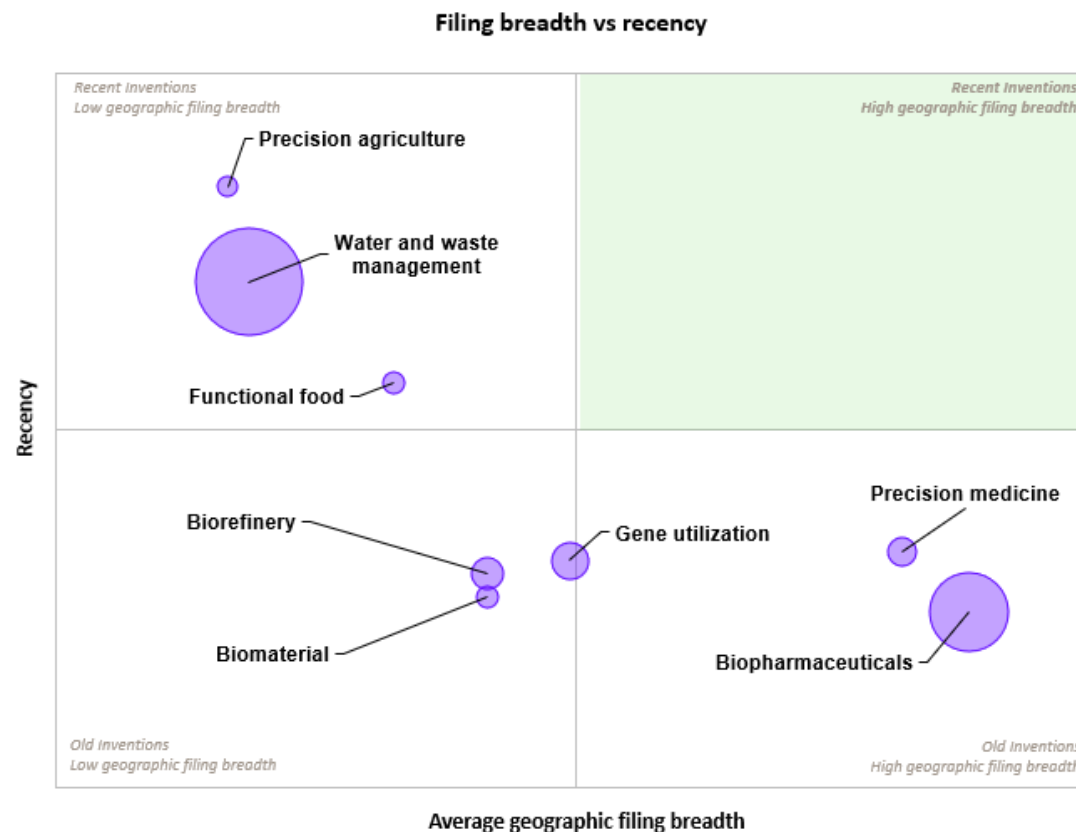 Filing breadth vs recency
Recent Inventions
Low geographic filing breadth
Recent Inventions
High geographic filing breadth
Precision agriculture
Water and waste
management
Functional food
Recency
Precision medicine
Biorefinery
Gene utilization
Biomaterial
Biopharmaceuticals
Old Inventions
Low geographic filing breadth
Old Inventions
High geographic filing breadth
Average geographic filing breadth